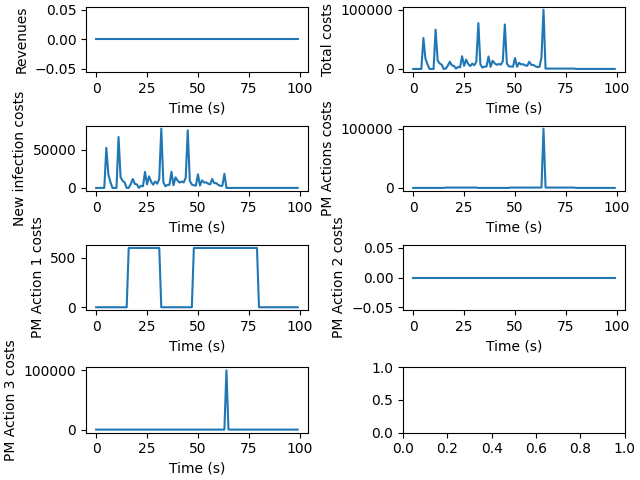 Revenues
0.05
0.00
−0.05
0 25 50 75 100
Time (s)
Total costs
100000
0
0 25 50 75 100
Time (s)
New infection costs
50000
0
0 25 50 75 100
Time (s)
PM Actions costs
100000
0
0 25 50 75 100
Time (s)
PM Action 1 costs
500
0
0 25 50 75 100
Time (s)
PM Action 2 costs
0.05
0.00
−0.05
0 25 50 75 100
Time (s)
PM Action 3 costs
100000
0
0 25 50 75 100
Time (s)
1.0
0.5
0.0
0.0 0.2 0.4 0.6 0.8 1.0